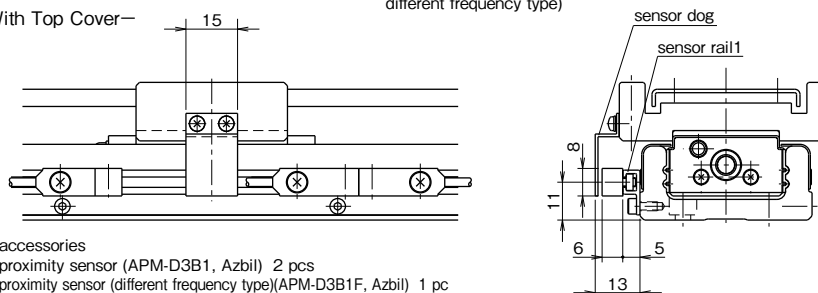 different frequency type)
With Top Cover—
15
sensor dog
sensor rail1
8
11
6
5
13
accessories
proximity sensor (APM-D3B1, Azbil) 2 pcs
proximity sensor (different frequency type)(APM-D3B1F, Azbil) 1 pc